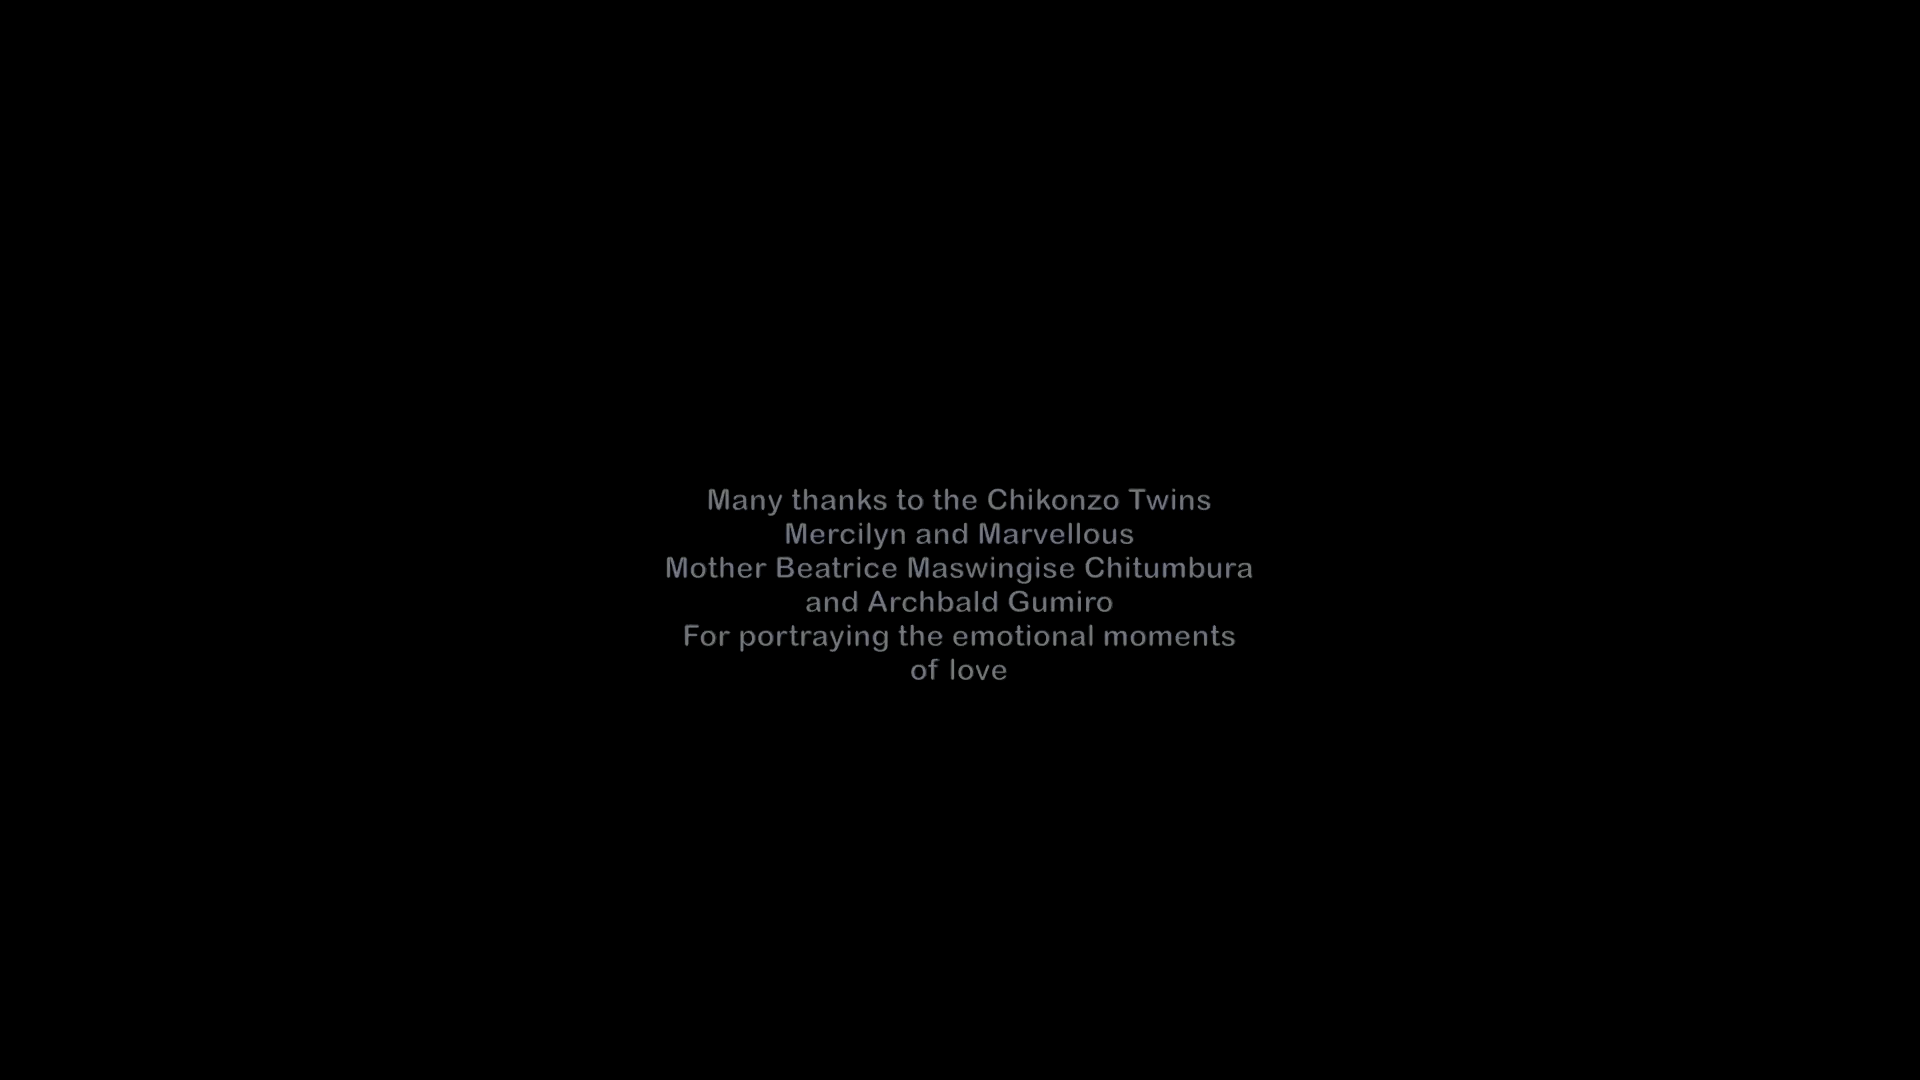 Many thanks to the Chikonzo Twins
Mercilyn and Marvellous
Mother Beatrice Maswingise Chitumbura
and Archbald Gumiro
For portraying the emotional moments
of love